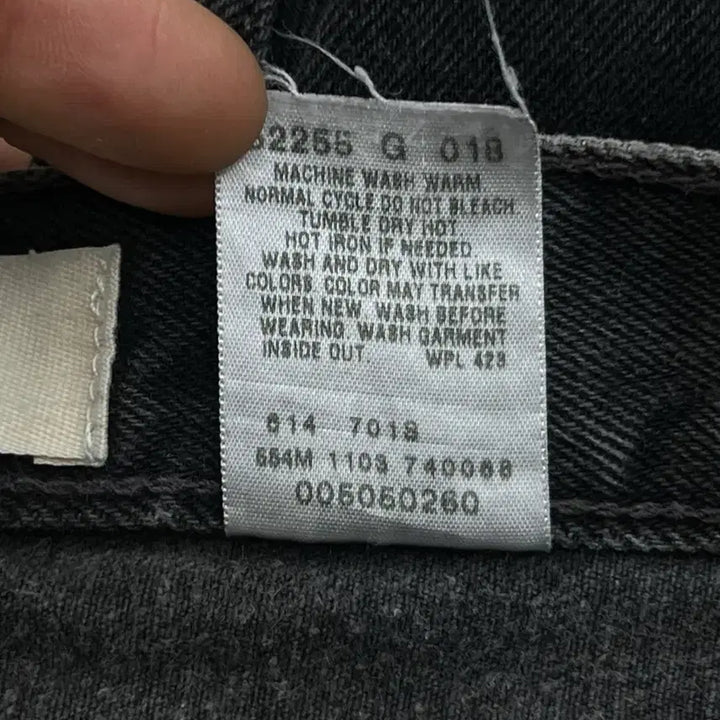 2255 G 018
MACHINE WASH WARM
NORMAL CYCLE DO NOT BLEACH.
TUMBLE DRY HOT
HOT IRON IF NEEDED
WASH AND DRY WITH LIKE
COLORS. COLOR MAY TRANSFER
WHEN NEW. WASH BEFORE
WEARING. WASH GARMENT
INSIDE OUT. WPL 423
614 7018
554M 1103 740088
005050260